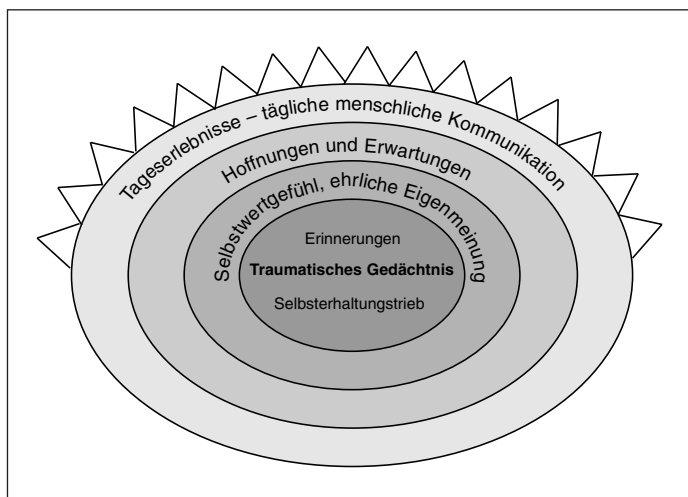 Tageserlebnisse – tägliche menschliche Kommunikation
Hoffnungen und Erwartungen
Selbstwertgefühl, ehrliche Eigenmeinung
Erinnerungen
Traumatisches Gedächtnis
Selbsterhaltungstrieb